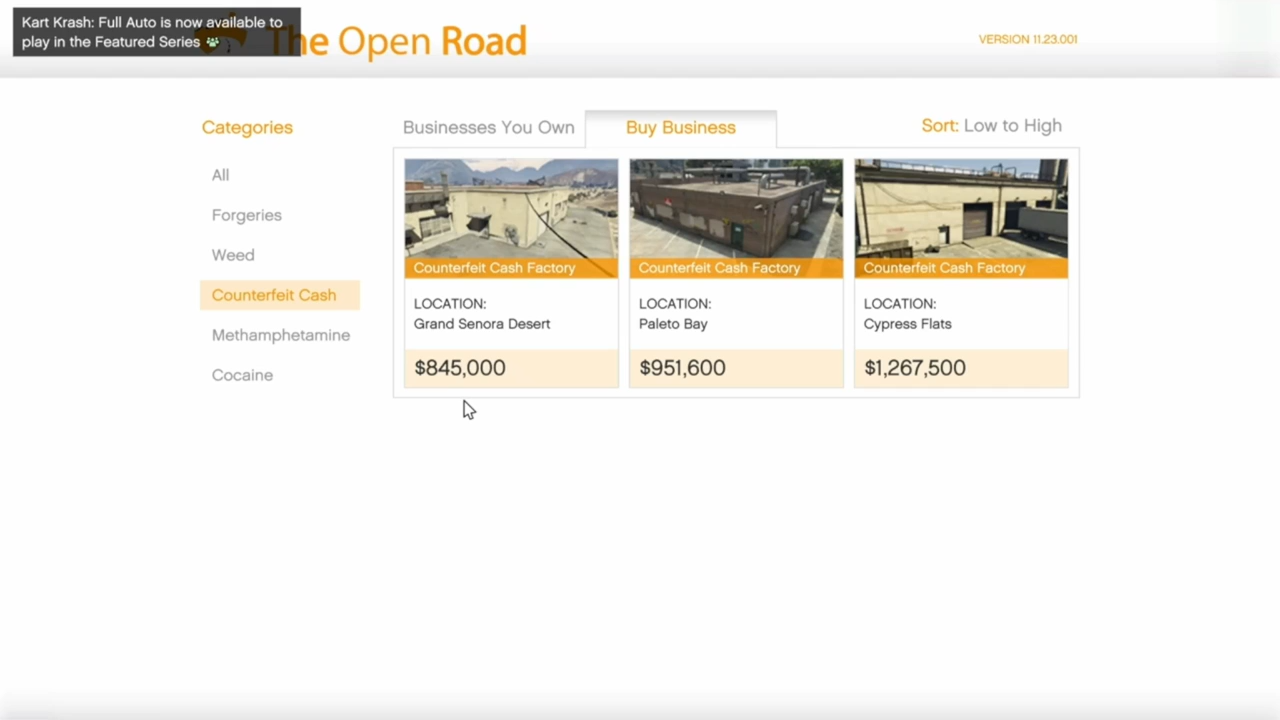 Kart Krash: Full Auto is now available to
play in the Featured Series
The Open Road
VERSION 11.23.001
Categories
All
Forgeries
Weed
Counterfeit Cash
Methamphetamine
Cocaine
Businesses You Own
Buy Business
Sort: Low to High
Counterfeit Cash Factory
LOCATION:
Grand Senora Desert
$845,000
Counterfeit Cash Factory
LOCATION:
Paleto Bay
$951,600
Counterfeit Cash Factory
LOCATION:
Cypress Flats
$1,267,500